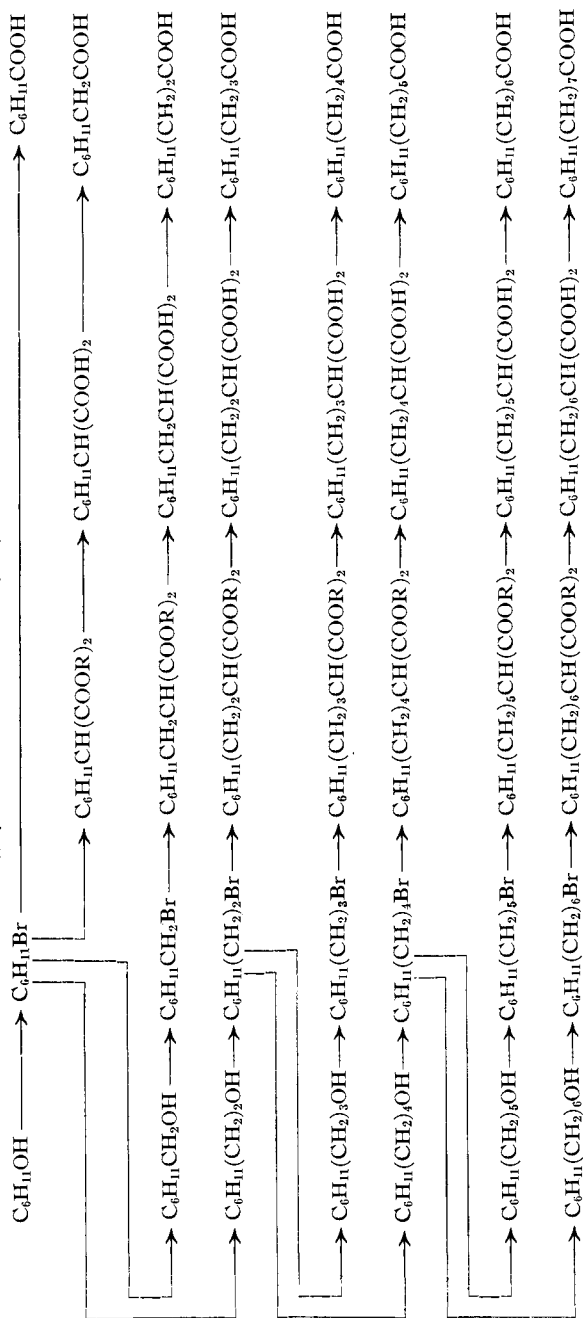 C₆H₁₁OH ⟶ C₆H₁₁Br ⟶ C₆H₁₁COOH
C₆H₁₁CH(COOR)₂ ⟶ C₆H₁₁CH(COOH)₂ ⟶ C₆H₁₁CH₂COOH
C₆H₁₁CH₂OH ⟶ C₆H₁₁CH₂Br ⟶ C₆H₁₁CH₂CH(COOR)₂ ⟶ C₆H₁₁CH₂CH(COOH)₂ ⟶ C₆H₁₁(CH₂)₂COOH
C₆H₁₁(CH₂)₂OH ⟶ C₆H₁₁(CH₂)₂Br ⟶ C₆H₁₁(CH₂)₂CH(COOR)₂ ⟶ C₆H₁₁(CH₂)₂CH(COOH)₂ ⟶ C₆H₁₁(CH₂)₃COOH
C₆H₁₁(CH₂)₃OH ⟶ C₆H₁₁(CH₂)₃Br ⟶ C₆H₁₁(CH₂)₃CH(COOR)₂ ⟶ C₆H₁₁(CH₂)₃CH(COOH)₂ ⟶ C₆H₁₁(CH₂)₄COOH
C₆H₁₁(CH₂)₄OH ⟶ C₆H₁₁(CH₂)₄Br ⟶ C₆H₁₁(CH₂)₄CH(COOR)₂ ⟶ C₆H₁₁(CH₂)₄CH(COOH)₂ ⟶ C₆H₁₁(CH₂)₅COOH
C₆H₁₁(CH₂)₅OH ⟶ C₆H₁₁(CH₂)₅Br ⟶ C₆H₁₁(CH₂)₅CH(COOR)₂ ⟶ C₆H₁₁(CH₂)₅CH(COOH)₂ ⟶ C₆H₁₁(CH₂)₆COOH
C₆H₁₁(CH₂)₆OH ⟶ C₆H₁₁(CH₂)₆Br ⟶ C₆H₁₁(CH₂)₆CH(COOR)₂ ⟶ C₆H₁₁(CH₂)₆CH(COOH)₂ ⟶ C₆H₁₁(CH₂)₇COOH